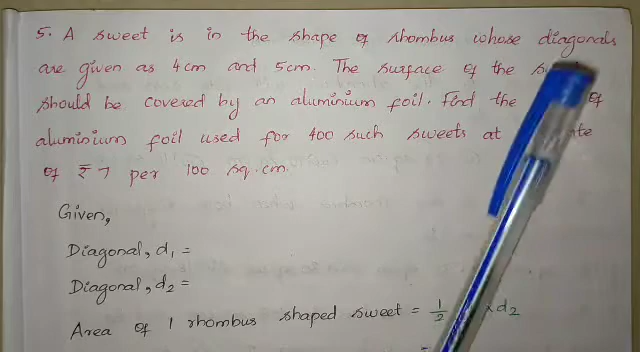 5. A sweet is in the shape of rhombus whose diagonals
are given as 4cm and 5cm. The surface of the
should be covered by an aluminium foil. Find the of
aluminium foil used for 400 such sweets at
of ₹ 7 per 100 sq.cm.
Given,
Diagonal, d₁ =
Diagonal, d₂ =
Area of 1 rhombus shaped sweet = 1/2 x d₂